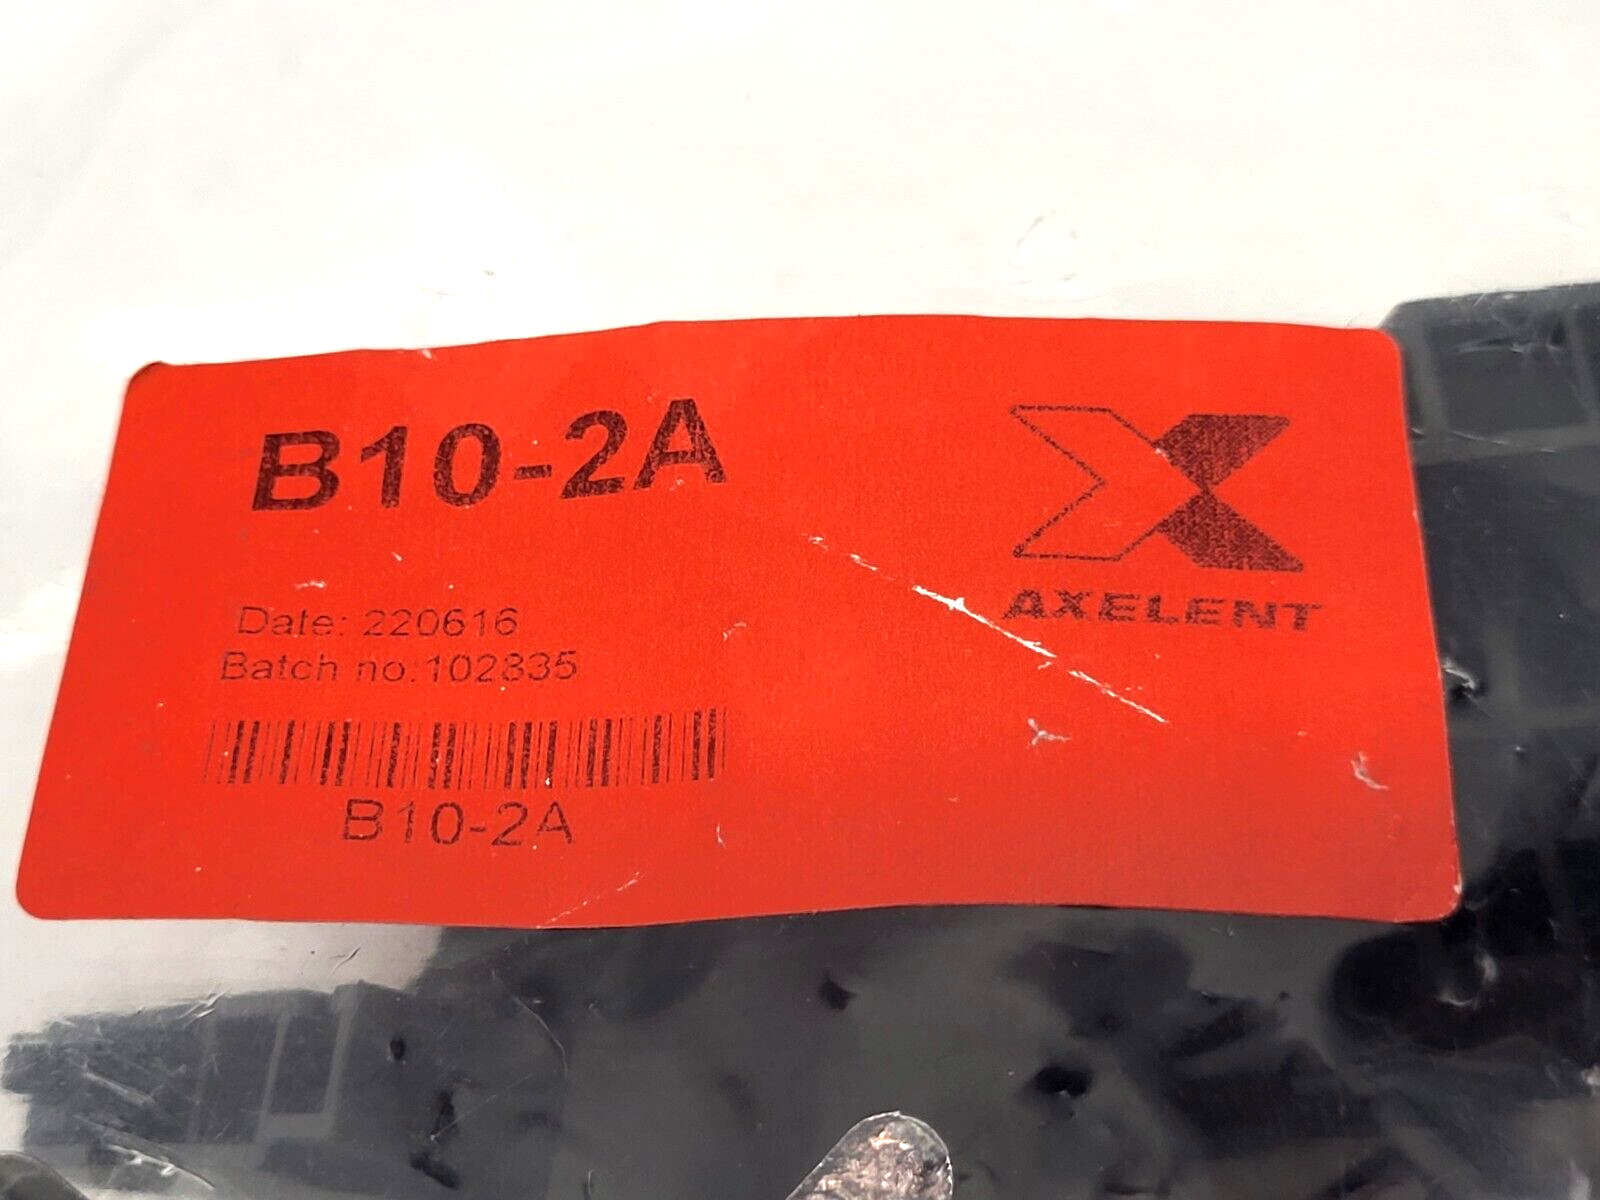 B10-2A
AXELENT
Date: 220616
Batch no:102835
B10-2A